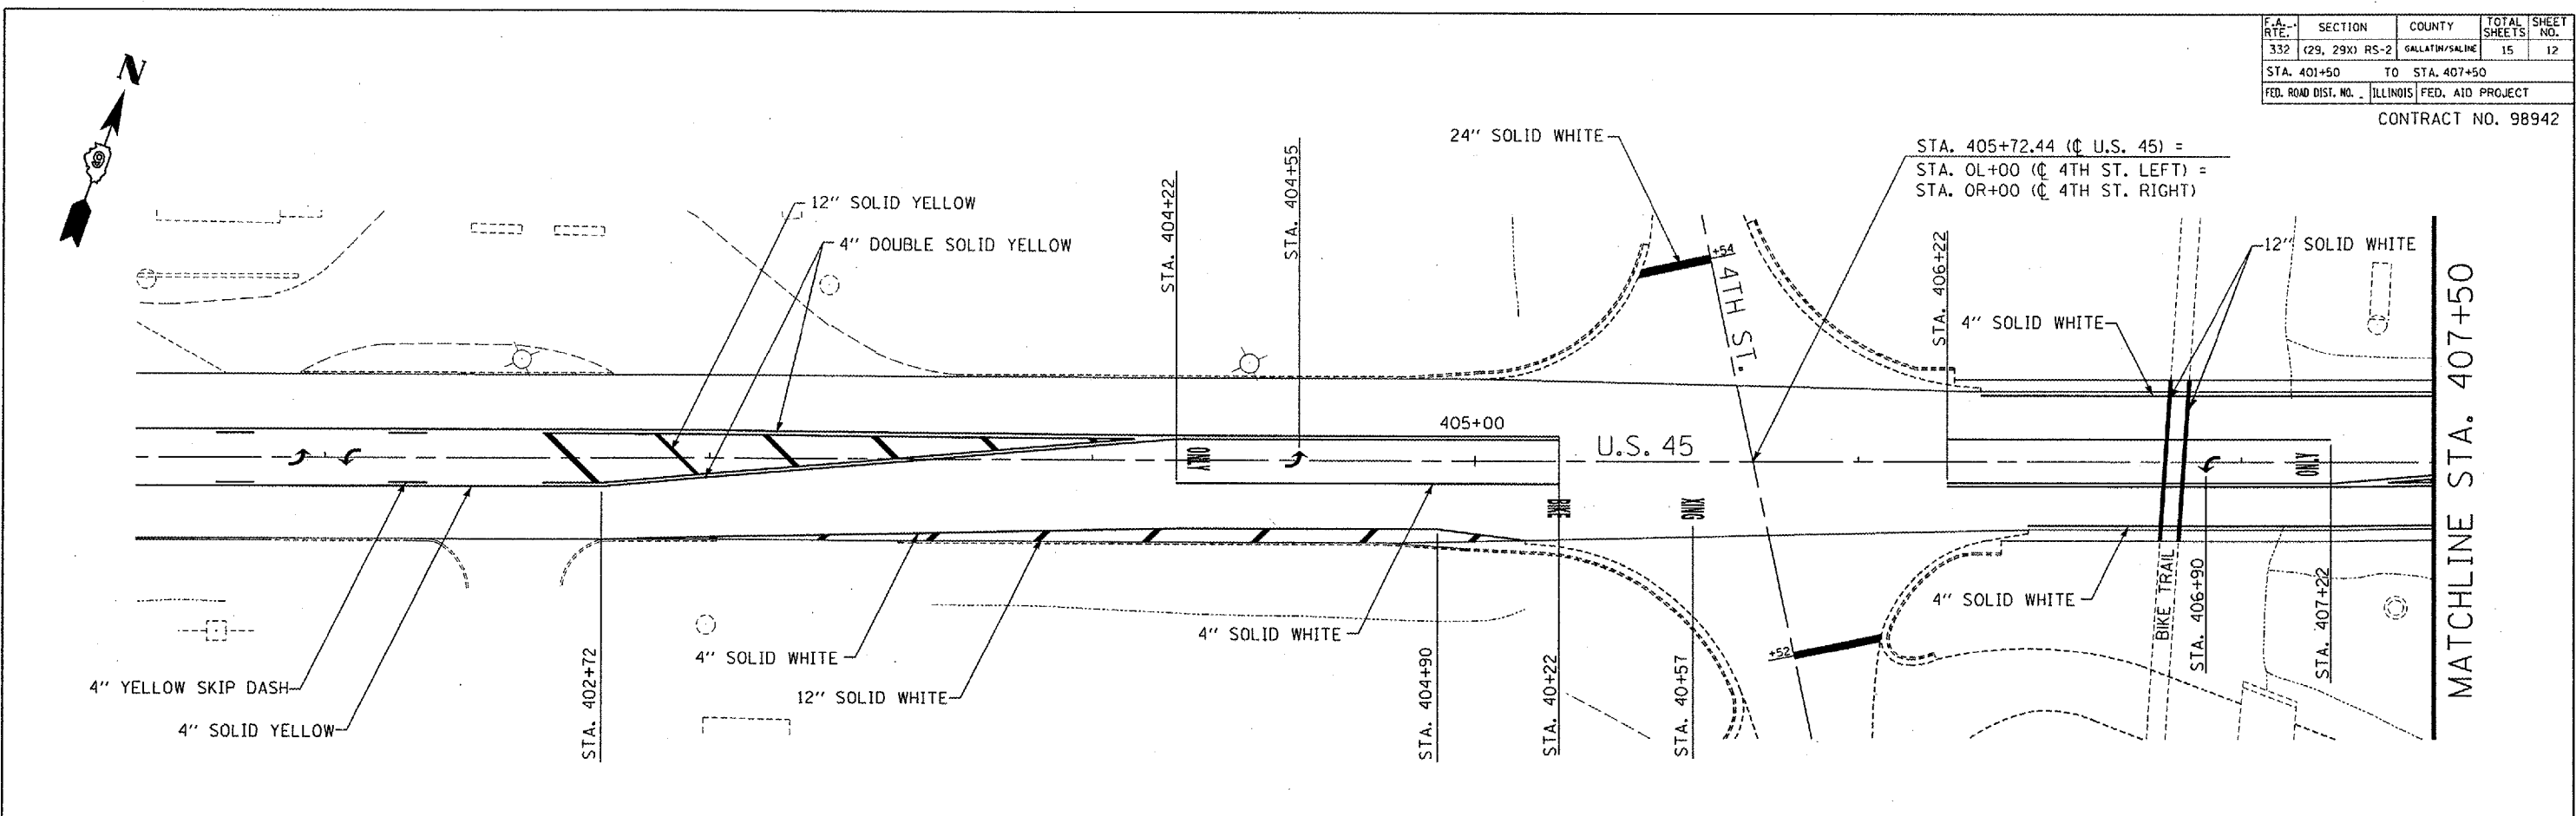 F.A. RTE. SECTION COUNTY TOTAL SHEETS SHEET NO.
332 (29, 29X) RS-2 GALLATIN/SALINE 15 12
STA. 401+50 TO STA. 407+50
FED. ROAD DIST. NO. _ ILLINOIS FED. AID PROJECT
CONTRACT NO. 98942
N
24" SOLID WHITE
STA. 405+72.44 (℄ U.S. 45) =
STA. 0L+00 (℄ 4TH ST. LEFT) =
STA. 0R+00 (℄ 4TH ST. RIGHT)
12" SOLID YELLOW
4" DOUBLE SOLID YELLOW
STA. 404+22
STA. 404+55
+54
4TH ST.
STA. 406+22
12" SOLID WHITE
4" SOLID WHITE
MATCHLINE STA. 407+50
405+00
U.S. 45
ONLY
ONLY
BIKE
XING
4" YELLOW SKIP DASH
4" SOLID YELLOW
STA. 402+72
4" SOLID WHITE
12" SOLID WHITE
4" SOLID WHITE
STA. 404+90
STA. 40+22
STA. 40+57
+52
4" SOLID WHITE
BIKE TRAIL
STA. 406+90
STA. 407+22